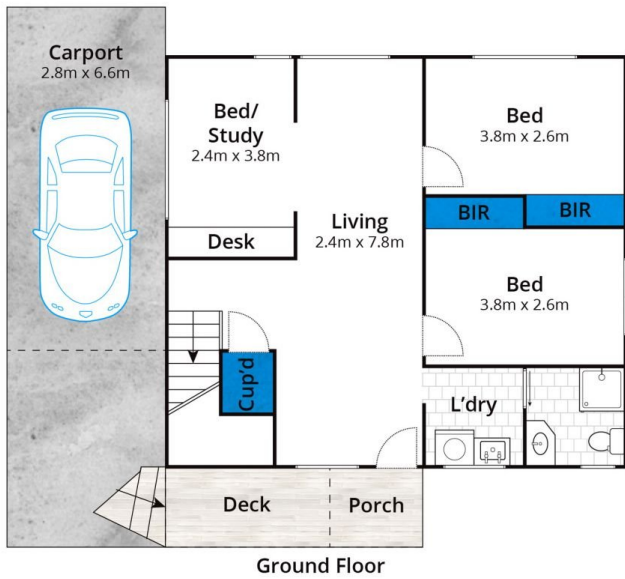 Carport
2.8m x 6.6m
Bed/
Study
2.4m x 3.8m
Desk
Living
2.4m x 7.8m
Bed
3.8m x 2.6m
BIR
BIR
Bed
3.8m x 2.6m
Cup'd
L'dry
Deck
Porch
Ground Floor